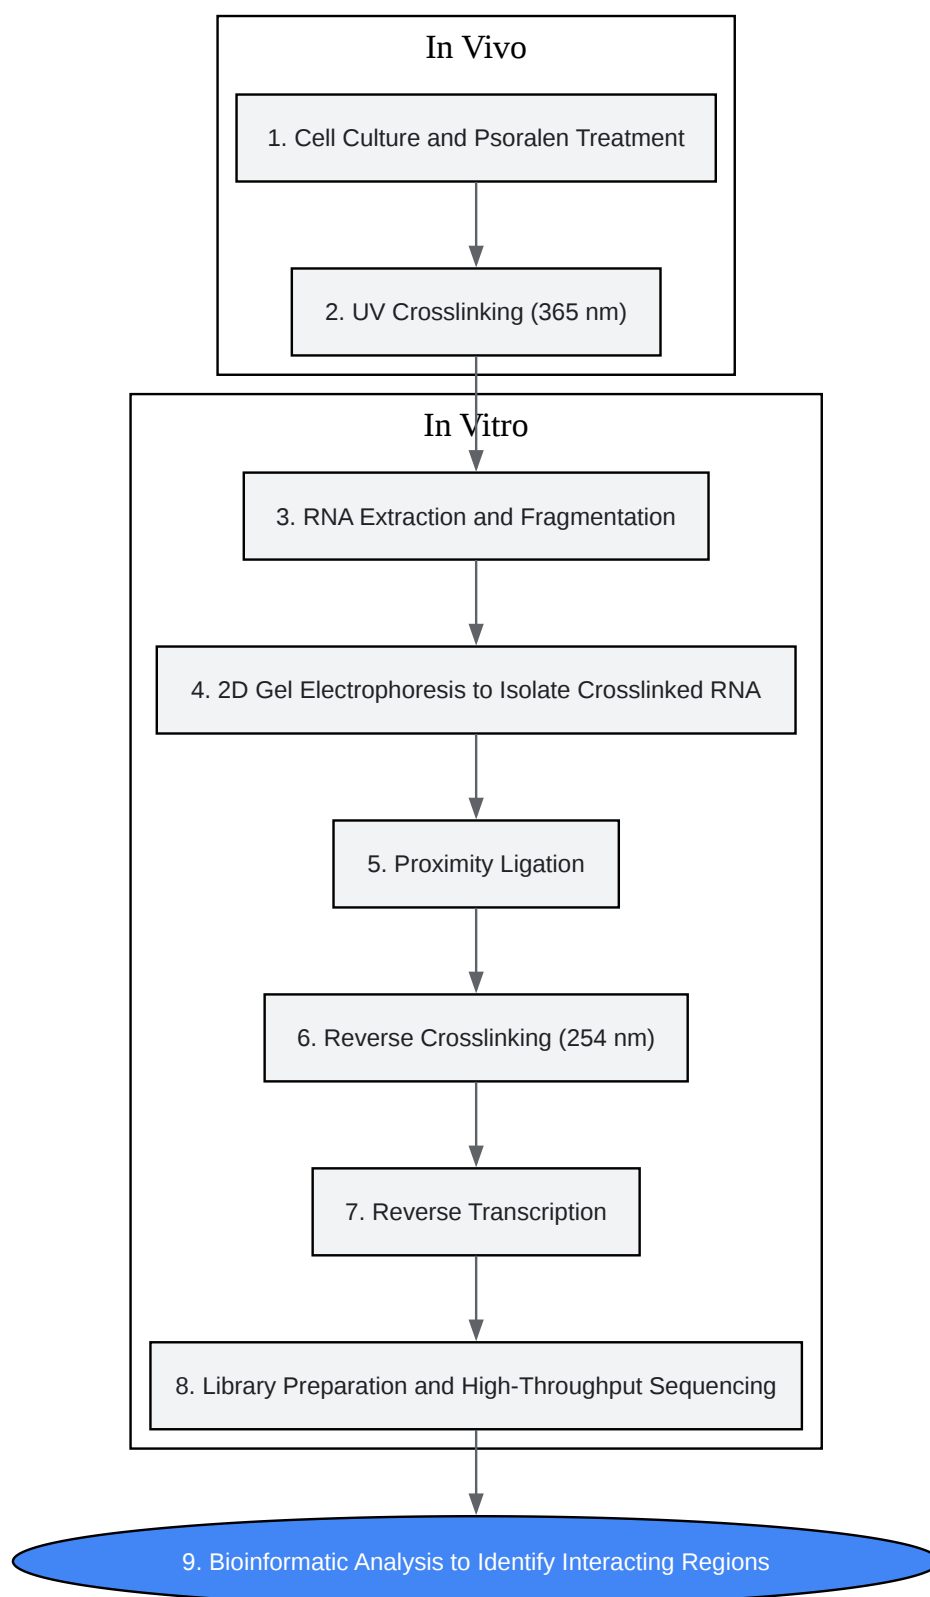 In Vivo
1. Cell Culture and Psoralen Treatment
2. UV Crosslinking (365 nm)
In Vitro
3. RNA Extraction and Fragmentation
4. 2D Gel Electrophoresis to Isolate Crosslinked RNA
5. Proximity Ligation
6. Reverse Crosslinking (254 nm)
7. Reverse Transcription
8. Library Preparation and High-Throughput Sequencing
9. Bioinformatic Analysis to Identify Interacting Regions